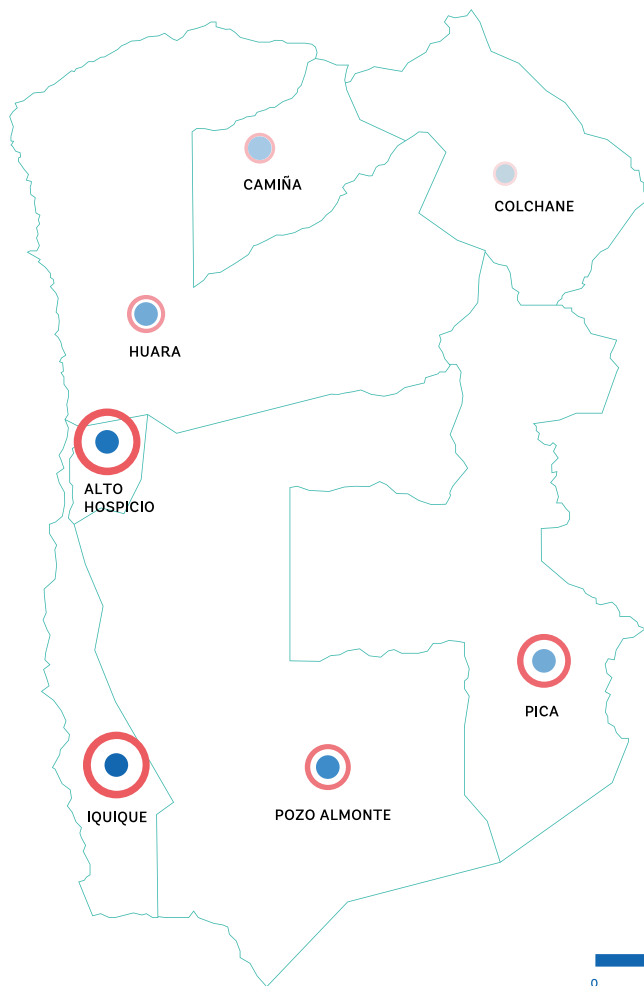 CAMIÑA
COLCHANE
HUARA
ALTO
HOSPICIO
PICA
IQUIQUE
POZO ALMONTE
0